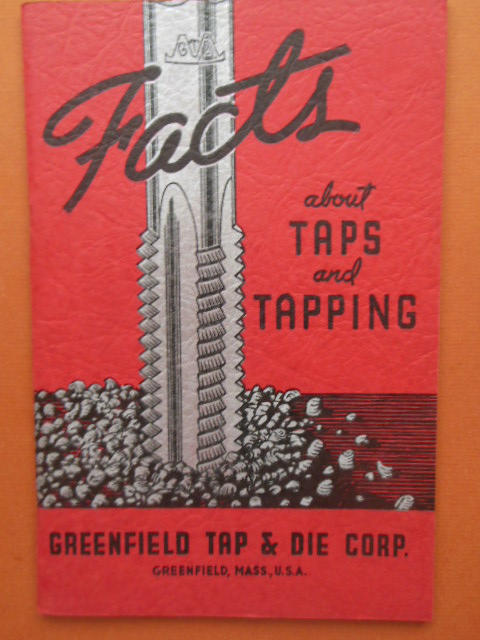 Facts
about
TAPS
and
TAPPING
GREENFIELD TAP & DIE CORP.
GREENFIELD, MASS., U.S.A.